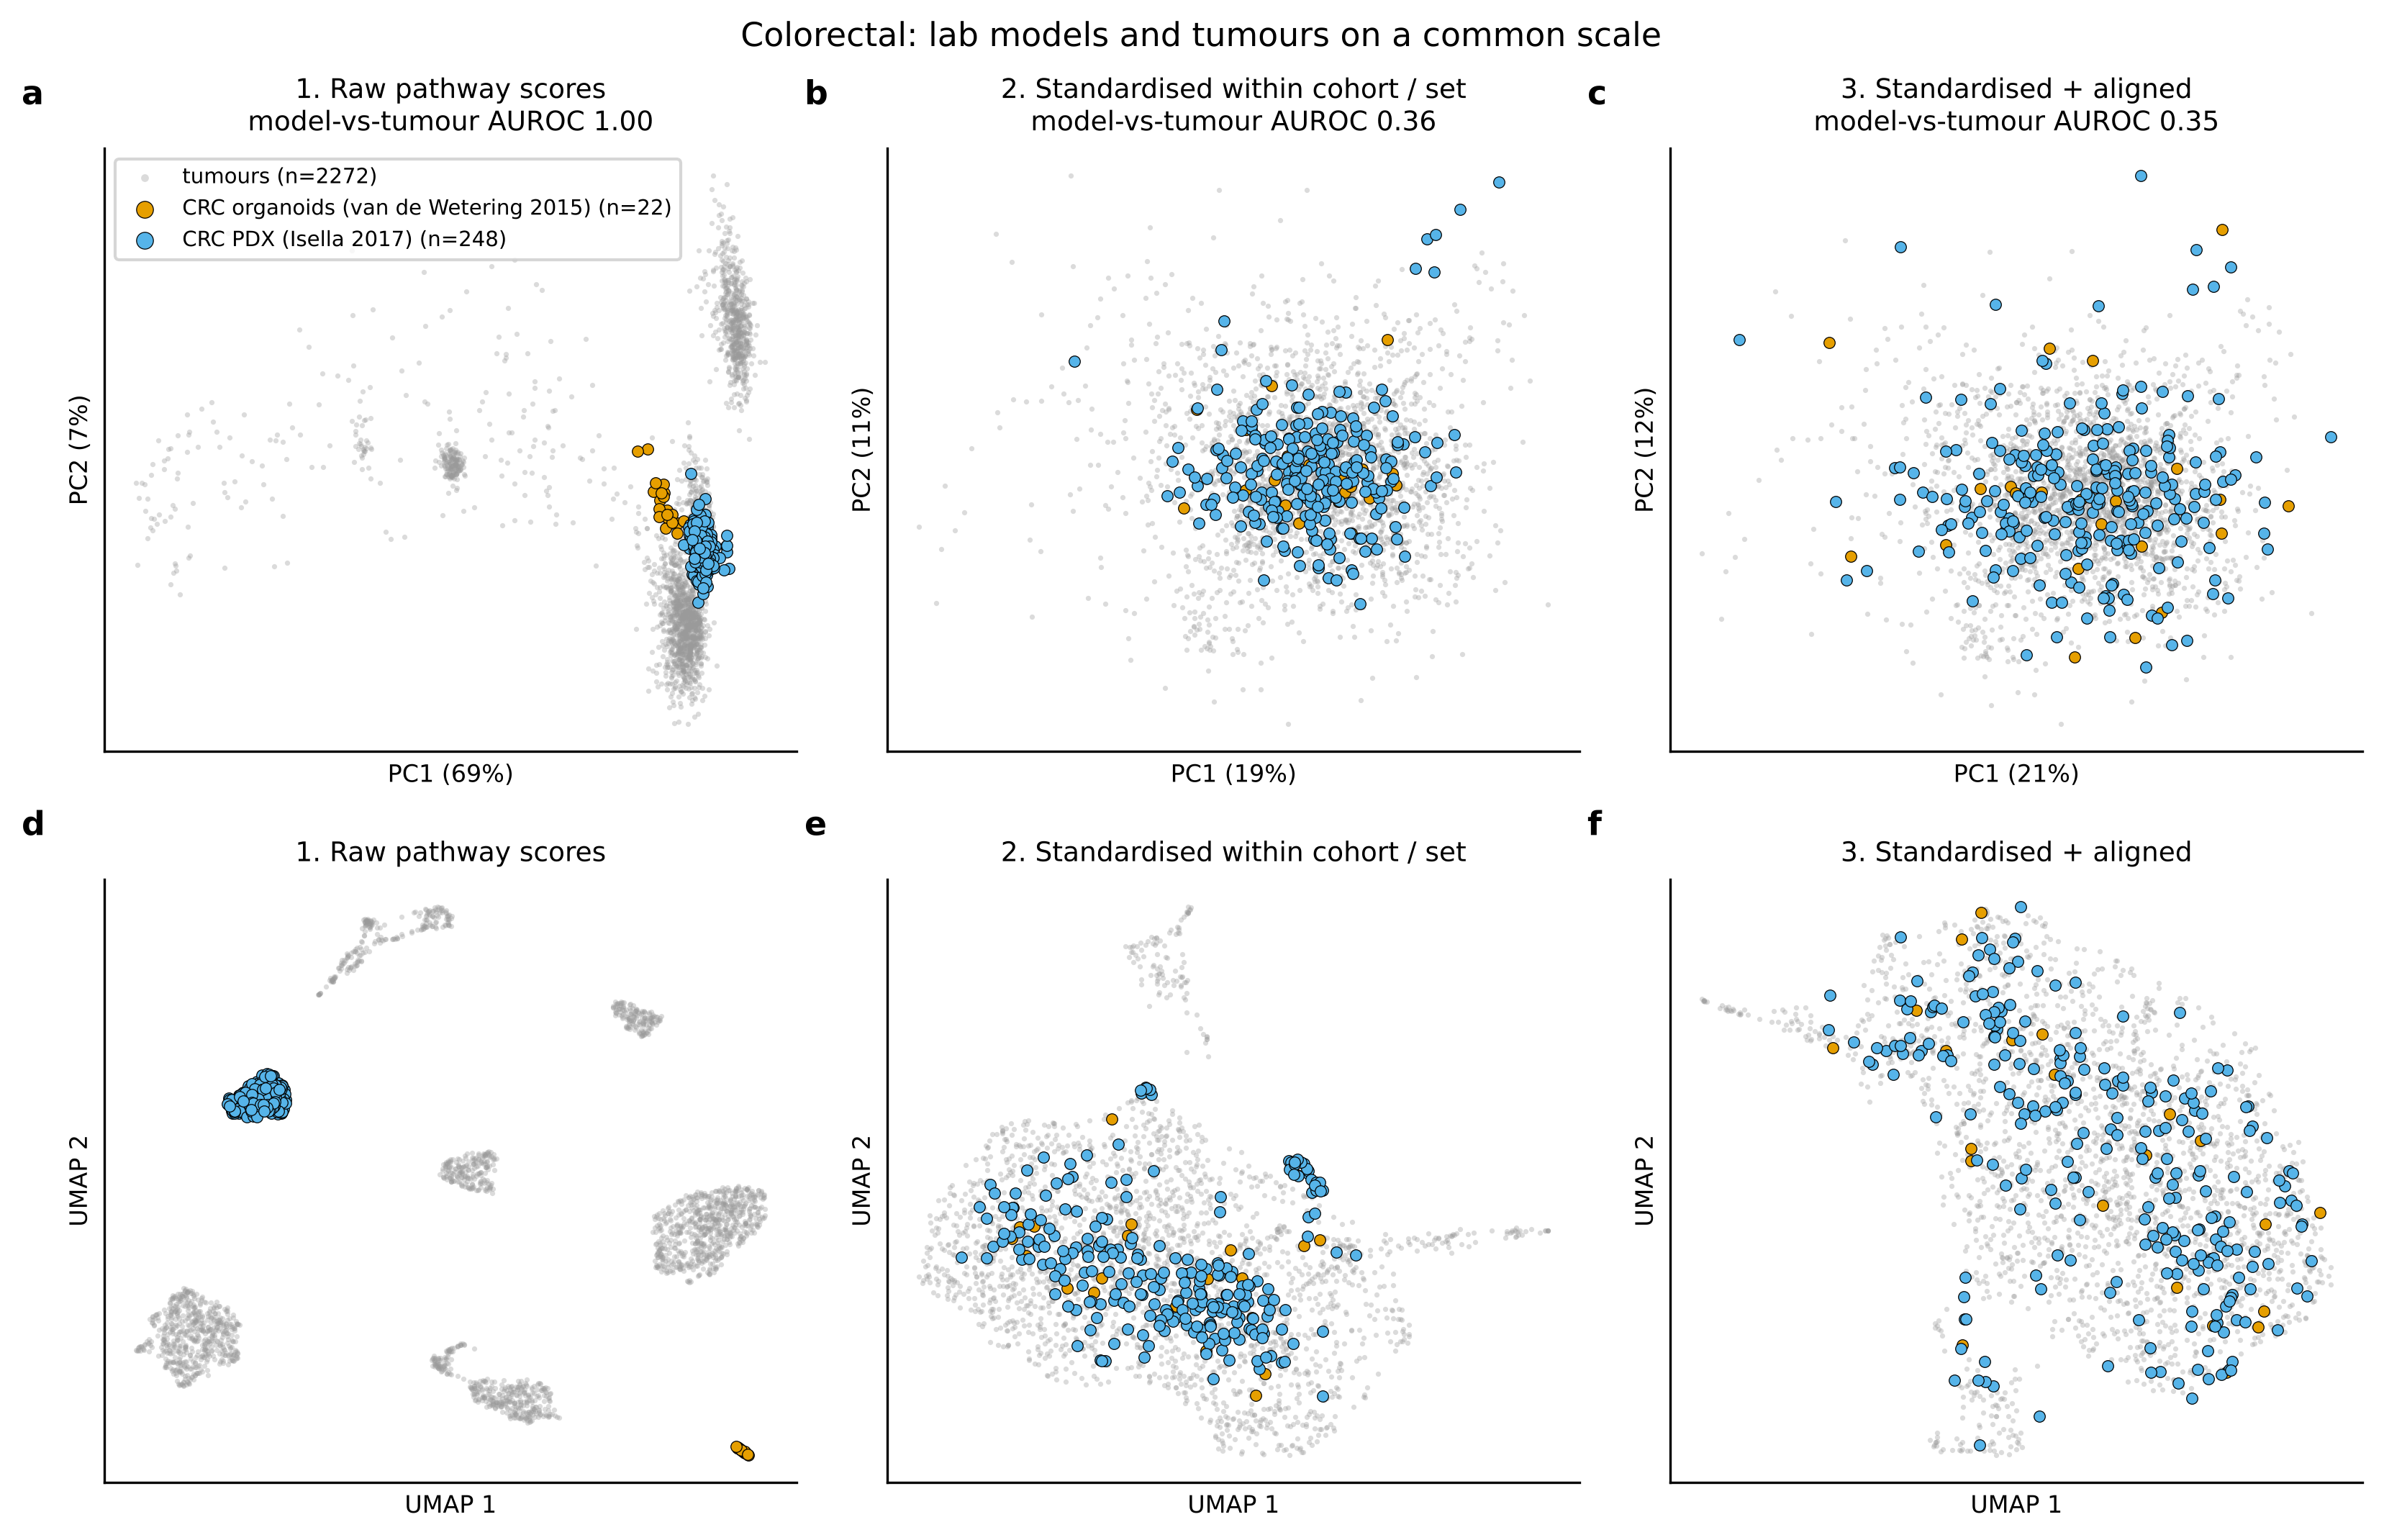 Colorectal: lab models and tumours on a common scale
a
1. Raw pathway scores
model-vs-tumour AUROC 1.00
tumours (n=2272)
CRC organoids (van de Wetering 2015) (n=22)
CRC PDX (Isella 2017) (n=248)
PC2 (7%)
PC1 (69%)
b
2. Standardised within cohort / set
model-vs-tumour AUROC 0.36
PC2 (11%)
PC1 (19%)
c
3. Standardised + aligned
model-vs-tumour AUROC 0.35
PC2 (12%)
PC1 (21%)
d
1. Raw pathway scores
UMAP 2
UMAP 1
e
2. Standardised within cohort / set
UMAP 2
UMAP 1
f
3. Standardised + aligned
UMAP 2
UMAP 1